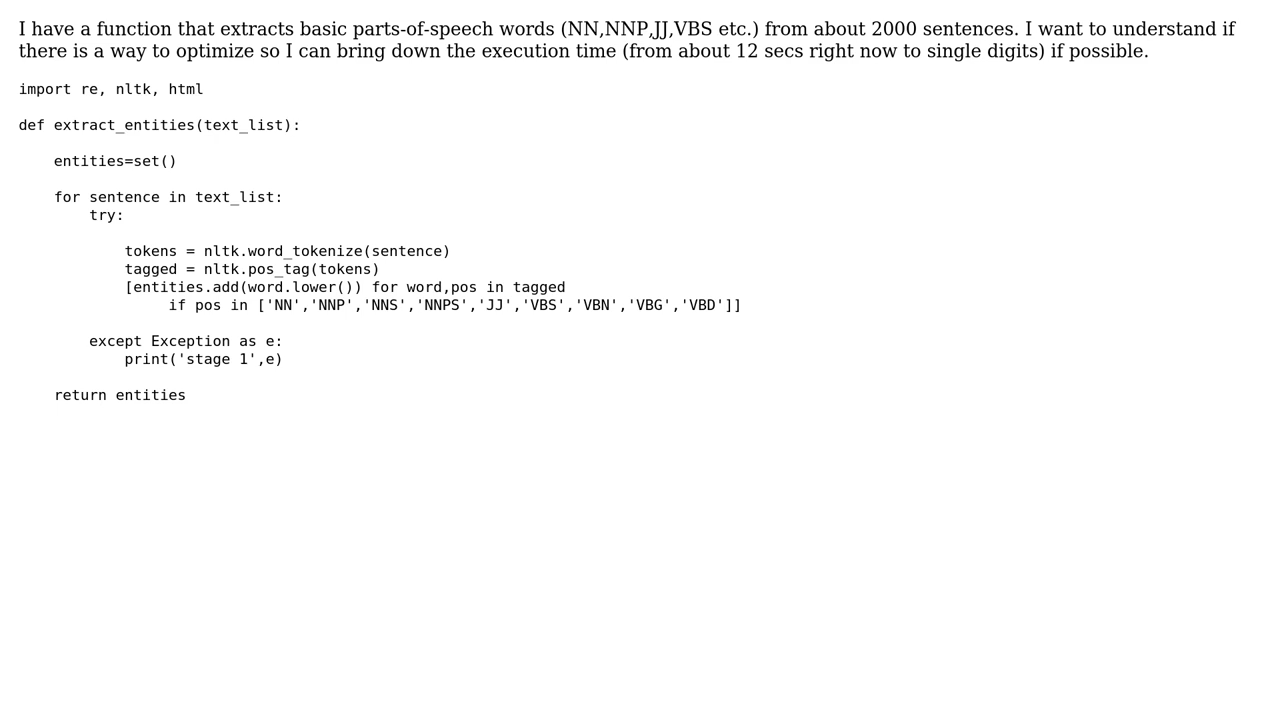 I have a function that extracts basic parts-of-speech words (NN,NNP,JJ,VBS etc.) from about 2000 sentences. I want to understand if
there is a way to optimize so I can bring down the execution time (from about 12 secs right now to single digits) if possible.
import re, nltk, html
def extract_entities(text_list):
    entities=set()
    for sentence in text_list:
        try:
            tokens = nltk.word_tokenize(sentence)
            tagged = nltk.pos_tag(tokens)
            [entities.add(word.lower()) for word,pos in tagged
                 if pos in ['NN','NNP','NNS','NNPS','JJ','VBS','VBN','VBG','VBD']]
        except Exception as e:
            print('stage 1',e)
    return entities